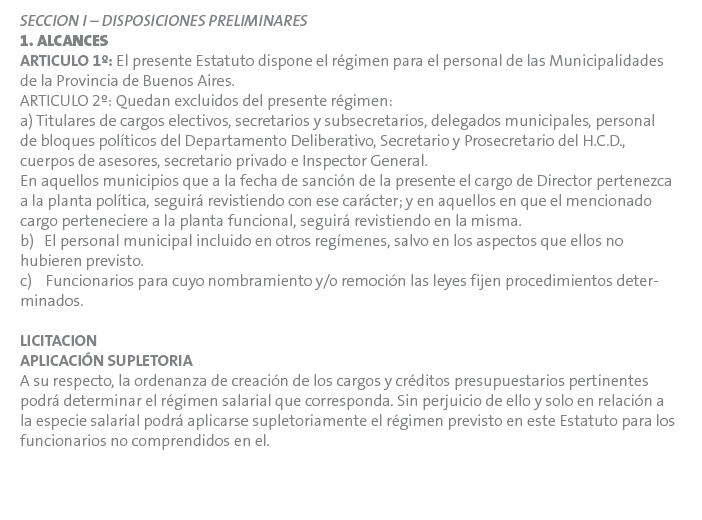 SECCION I – DISPOSICIONES PRELIMINARES
1. ALCANCES
ARTICULO 1º: El presente Estatuto dispone el régimen para el personal de las Municipalidades
de la Provincia de Buenos Aires.
ARTICULO 2º: Quedan excluidos del presente régimen:
a) Titulares de cargos electivos, secretarios y subsecretarios, delegados municipales, personal
de bloques políticos del Departamento Deliberativo, Secretario y Prosecretario del H.C.D.,
cuerpos de asesores, secretario privado e Inspector General.
En aquellos municipios que a la fecha de sanción de la presente el cargo de Director pertenezca
a la planta política, seguirá revistiendo con ese carácter; y en aquellos en que el mencionado
cargo perteneciere a la planta funcional, seguirá revistiendo en la misma.
b) El personal municipal incluido en otros regímenes, salvo en los aspectos que ellos no
hubieren previsto.
c) Funcionarios para cuyo nombramiento y/o remoción las leyes fijen procedimientos deter-
minados.
LICITACION
APLICACIÓN SUPLETORIA
A su respecto, la ordenanza de creación de los cargos y créditos presupuestarios pertinentes
podrá determinar el régimen salarial que corresponda. Sin perjuicio de ello y solo en relación a
la especie salarial podrá aplicarse supletoriamente el régimen previsto en este Estatuto para los
funcionarios no comprendidos en el.